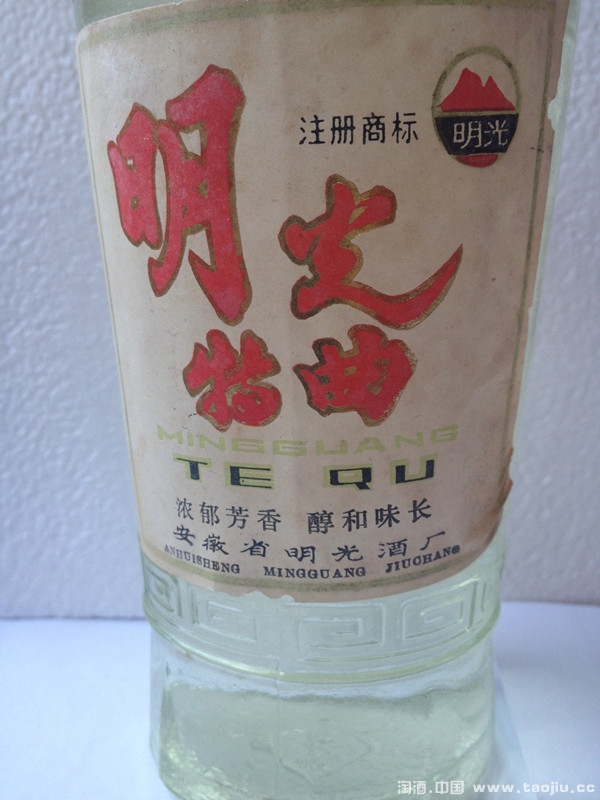 注册商标
明光
明光
特曲
MINGGUANG
TE QU
浓郁芳香 醇和味长
安徽省明光酒厂
ANHUISHENG MINGGUANG JIUCHANG
淘酒.中国 www.taojiu.cc